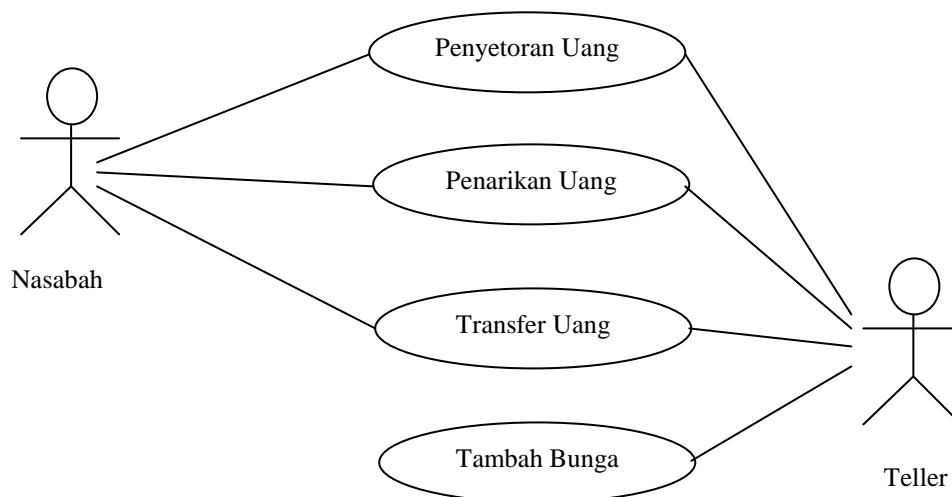 Penyetoran Uang
Penarikan Uang
Nasabah
Transfer Uang
Tambah Bunga
Teller